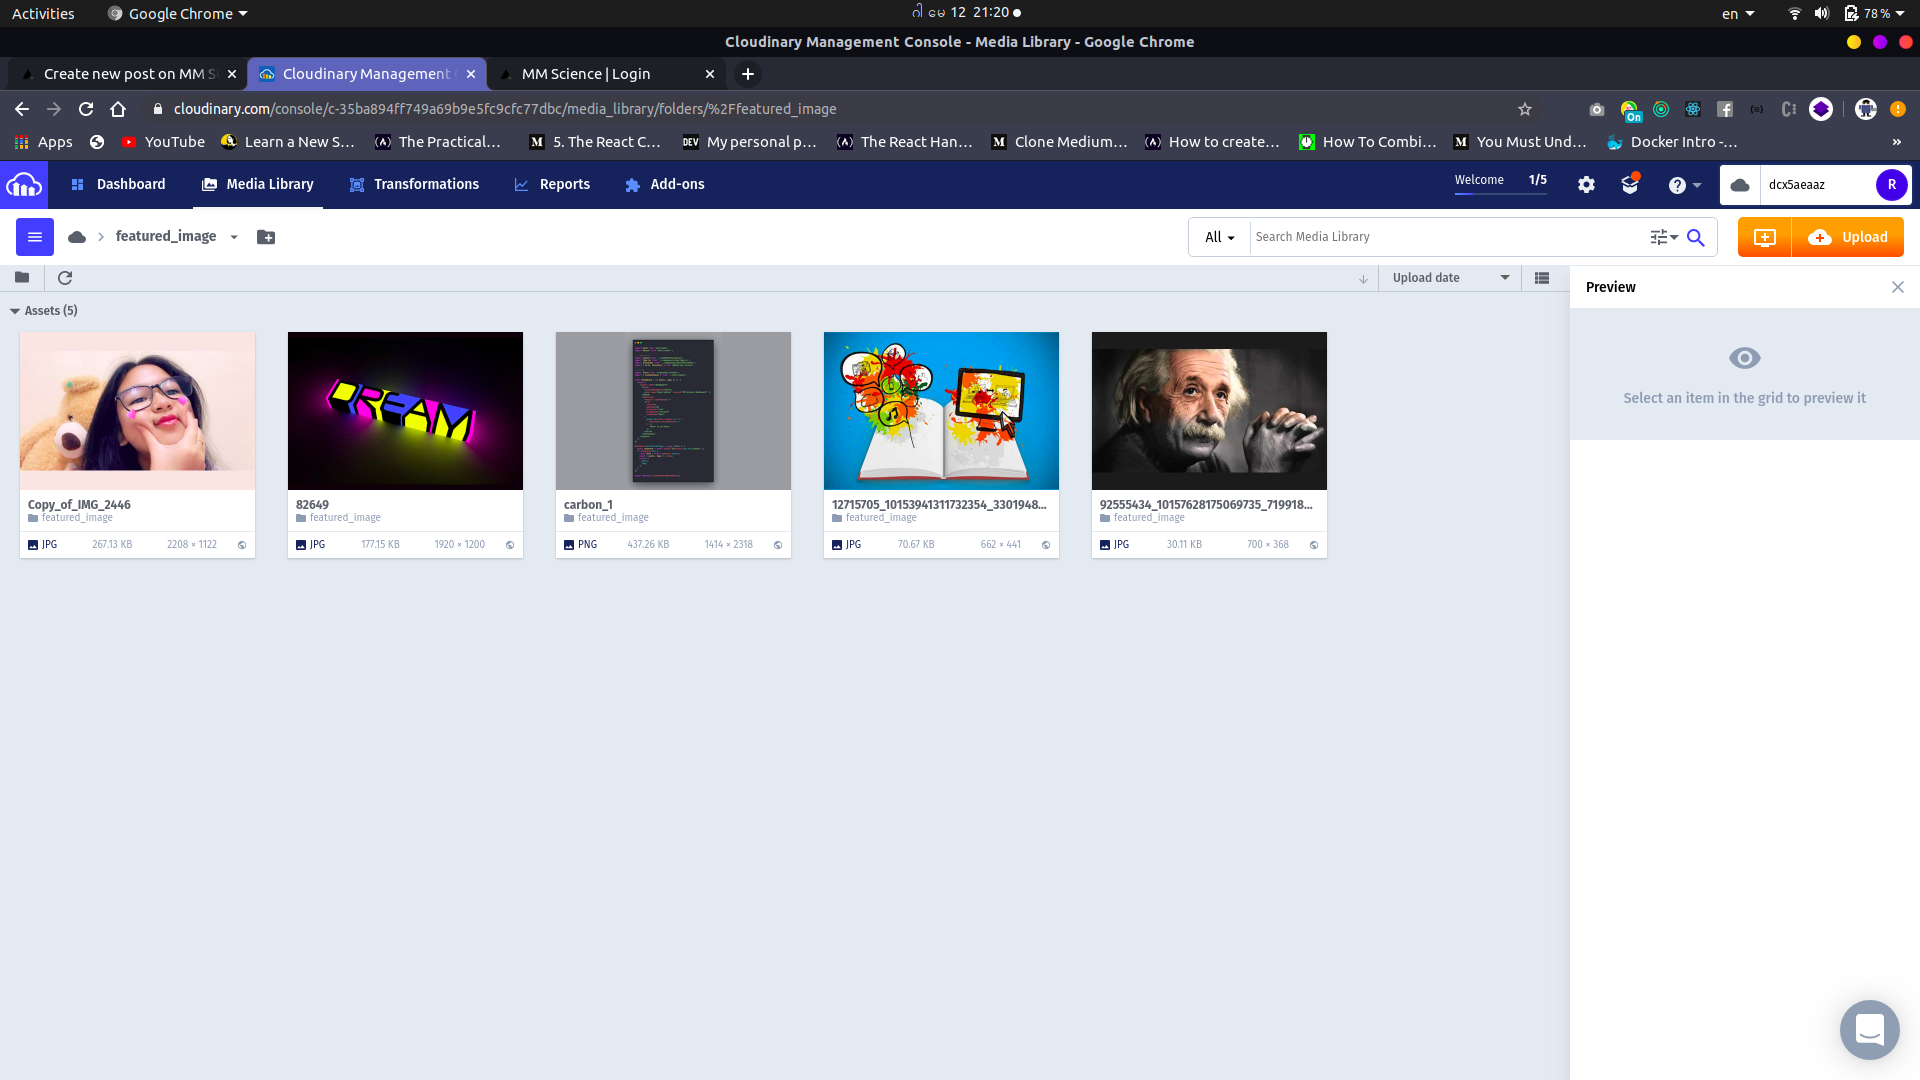 Activities
Google Chrome
၁၂ မေ 12 21:20
en
78 %
Cloudinary Management Console - Media Library - Google Chrome
Create new post on MM S
Cloudinary Management C
MM Science | Login
cloudinary.com/console/c-35ba894ff749a69b9e5fc9cfc77dbc/media_library/folders/%2Ffeatured_image
On
Apps
YouTube
Learn a New S...
The Practical...
5. The React C...
DEV My personal p...
The React Han...
Clone Medium...
How to create...
How To Combi...
You Must Und...
Docker Intro -...
Dashboard
Media Library
Transformations
Reports
Add-ons
Welcome 1/5
dcx5aeaaz
R
featured_image
All
Search Media Library
Upload
Upload date
Preview
Assets (5)
Select an item in the grid to preview it
DREAM
Copy_of_IMG_2446
featured_image
JPG 267.13 KB 2208 × 1122
82649
featured_image
JPG 177.15 KB 1920 × 1200
carbon_1
featured_image
PNG 437.26 KB 1414 × 2318
12715705_10153941311732354_3301948...
featured_image
JPG 70.67 KB 662 × 441
92555434_10157628175069735_719918...
featured_image
JPG 30.11 KB 700 × 368